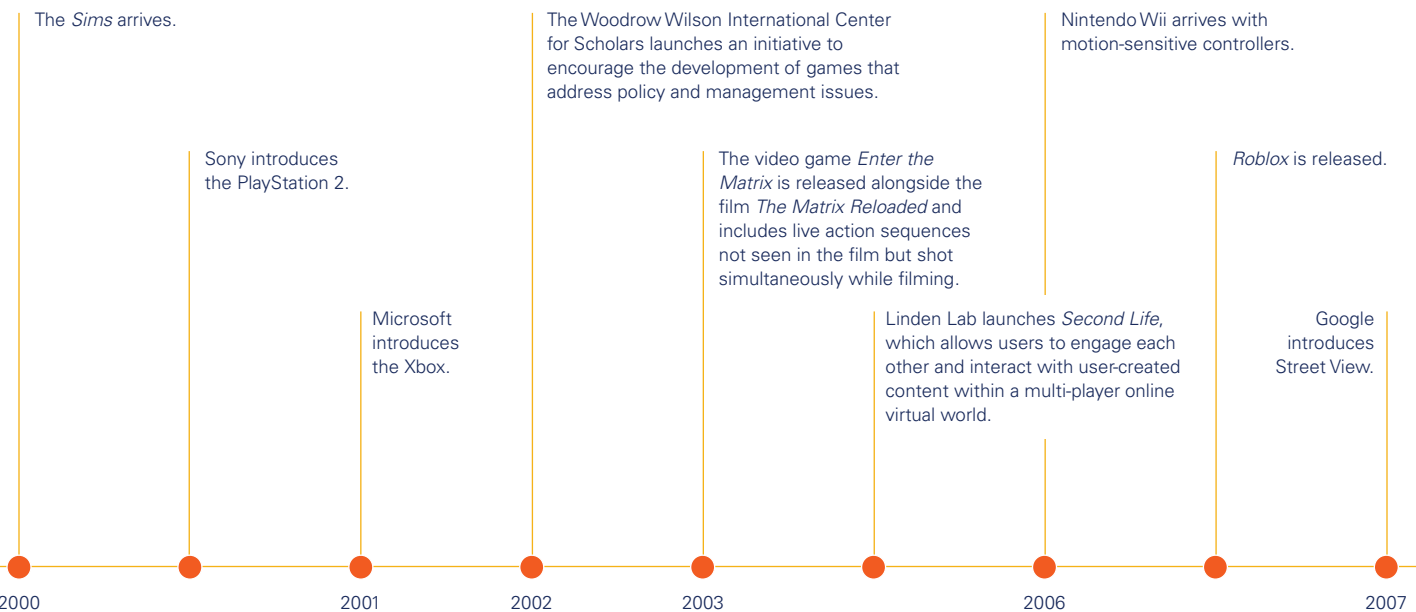 The Sims arrives.
Sony introduces
the PlayStation 2.
Microsoft
introduces
the Xbox.
The Woodrow Wilson International Center
for Scholars launches an initiative to
encourage the development of games that
address policy and management issues.
The video game Enter the
Matrix is released alongside the
film The Matrix Reloaded and
includes live action sequences
not seen in the film but shot
simultaneously while filming.
Linden Lab launches Second Life,
which allows users to engage each
other and interact with user-created
content within a multi-player online
virtual world.
Nintendo Wii arrives with
motion-sensitive controllers.
Roblox is released.
Google
introduces
Street View.
2000 2001 2002 2003 2006 2007